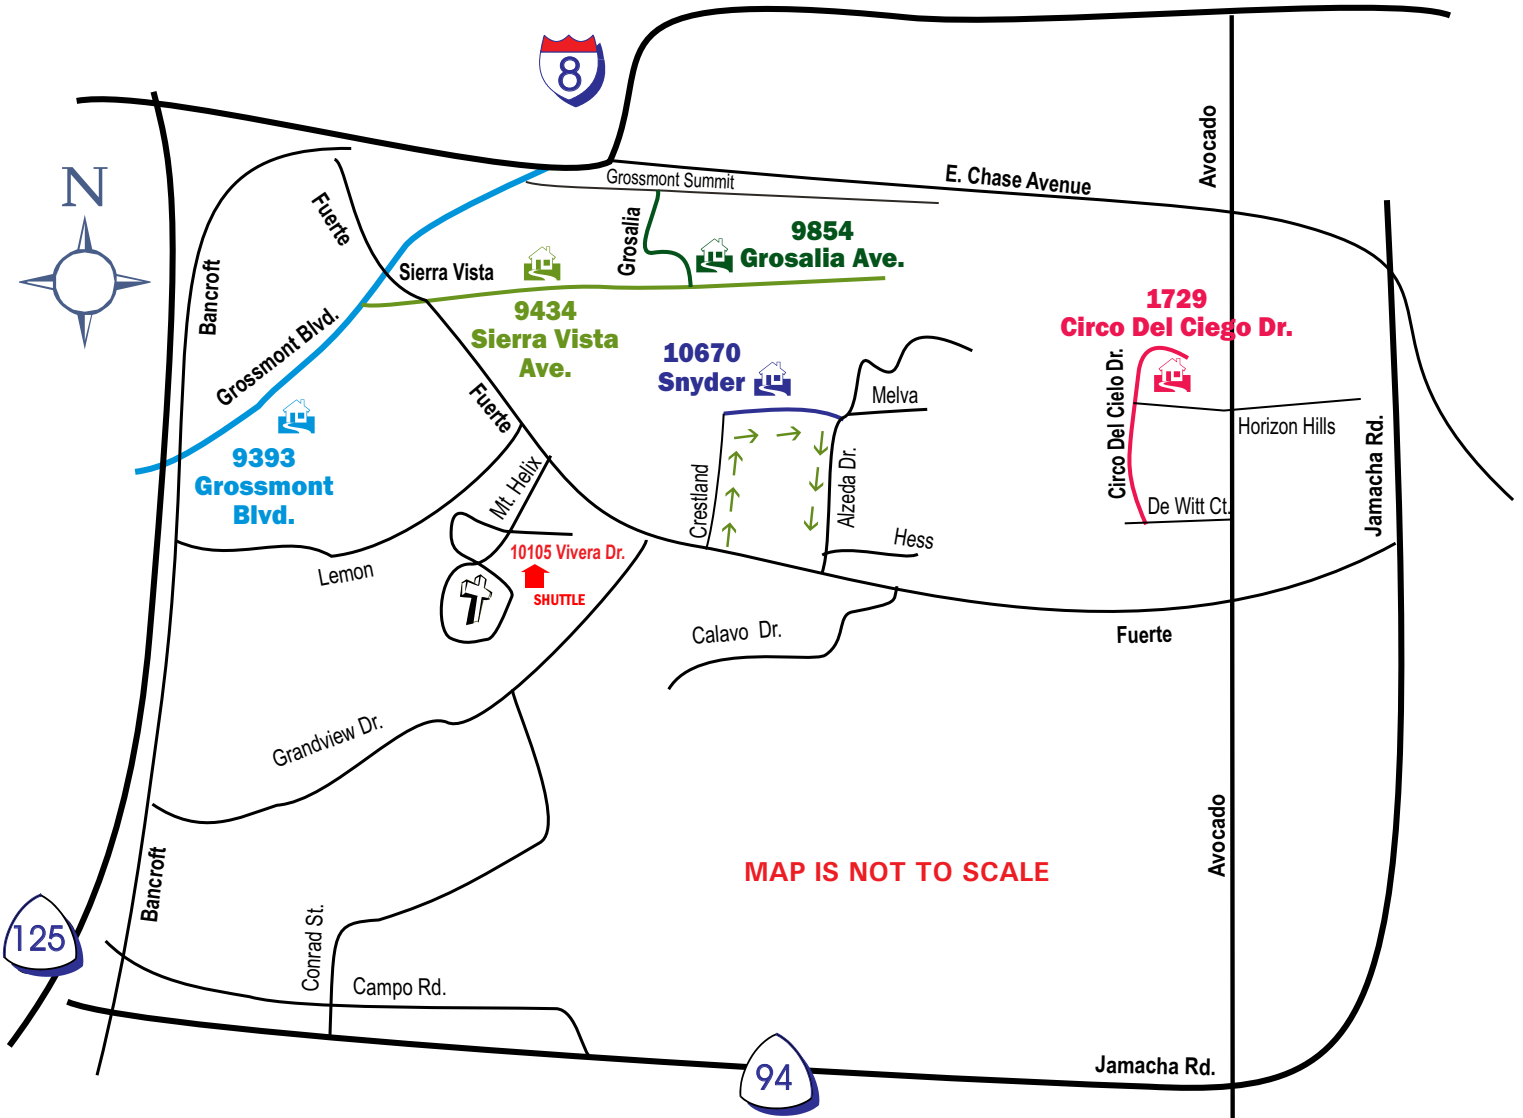 8
N
Avocado
E. Chase Avenue
Grossmont Summit
Fuerte
Grosalia
9854
Grosalia Ave.
Bancroft
Sierra Vista
9434
Sierra Vista
Ave.
1729
Circo Del Ciego Dr.
Grossmont Blvd.
10670
Snyder
Melva
Circo Del Cielo Dr.
Horizon Hills
Fuerte
Jamacha Rd.
9393
Grossmont
Blvd.
Mt. Helix
Crestland
Alzeda Dr.
De Witt Ct.
Hess
10105 Vivera Dr.
SHUTTLE
Lemon
Calavo Dr.
Fuerte
Grandview Dr.
Avocado
MAP IS NOT TO SCALE
Bancroft
125
Conrad St.
Campo Rd.
Jamacha Rd.
94